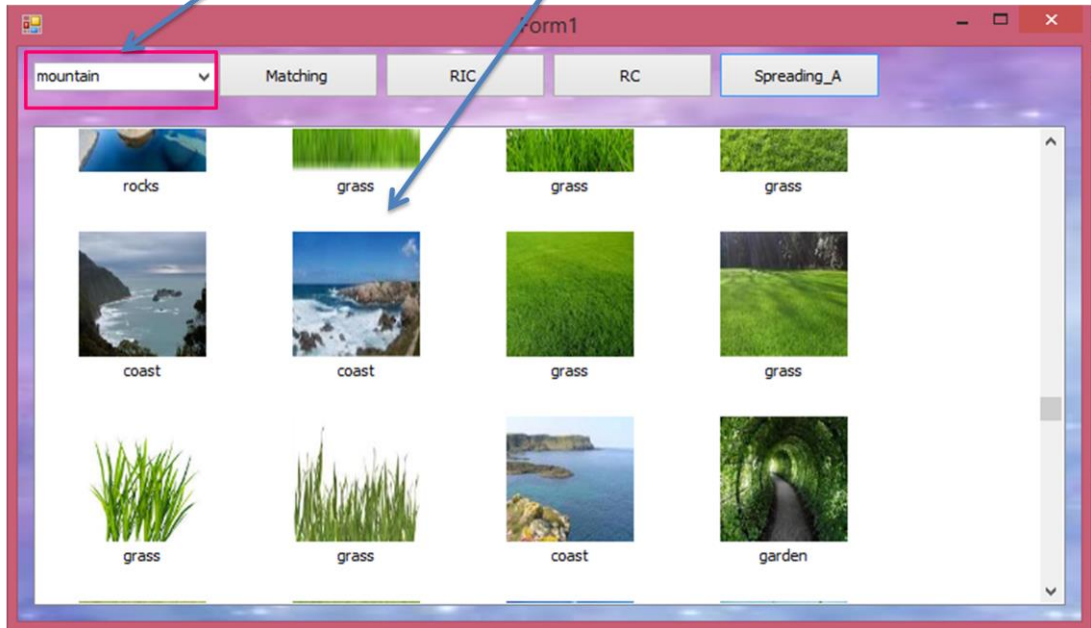 Form1
mountain Matching RIC RC Spreading_A
rocks grass grass grass
coast coast grass grass
grass grass coast garden